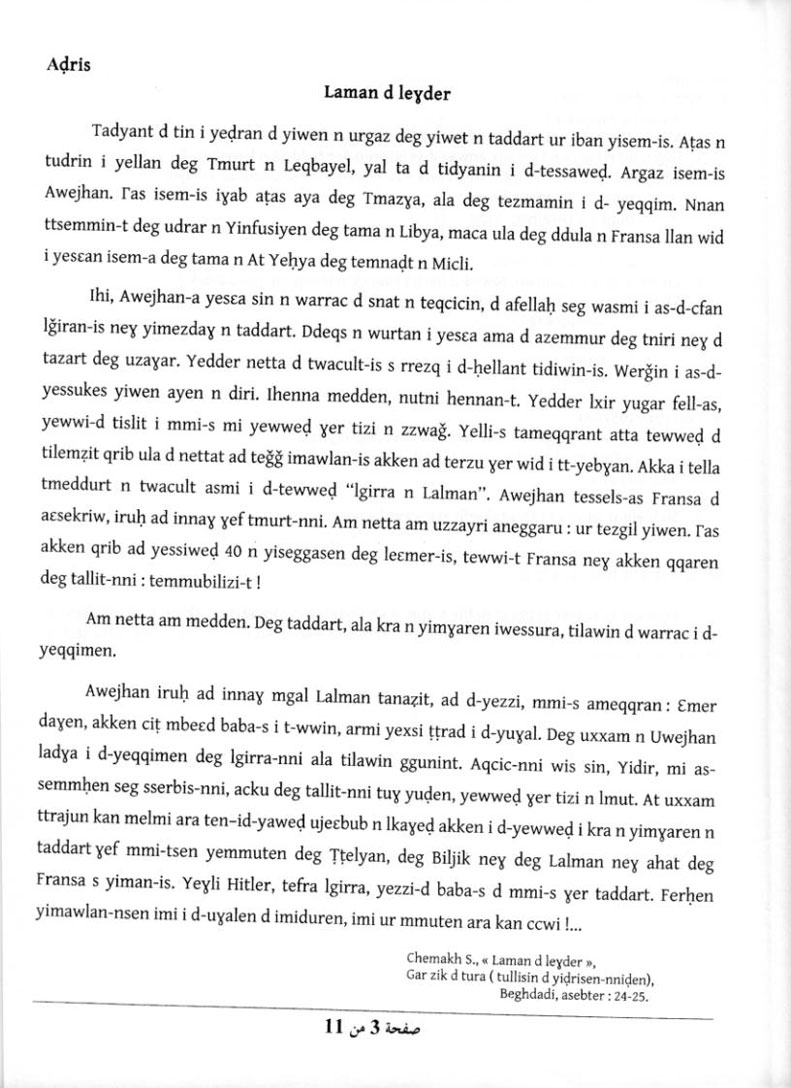 Aḍris
Laman d leɣder
Tadyant d tin i yeḍran d yiwen n urgaz deg yiwet n taddart ur iban yisem-is. Aṭas n
tudrin i yellan deg Tmurt n Leqbayel, yal ta d tidyanin i d-tessaweḍ. Argaz isem-is
Awejhan. Γas isem-is iɣab aṭas aya deg Tmazɣa, ala deg tezmamin i d- yeqqim. Nnan
ttsemmin-t deg udrar n Yinfusiyen deg tama n Libya, maca ula deg ddula n Fransa llan wid
i yesɛan isem-a deg tama n At Yeḥya deg temnaḍt n Micli.
Ihi, Awejhan-a yesɛa sin n warrac d snat n teqcicin, d afellaḥ seg wasmi i as-d-cfan
lǧiran-is neɣ yimezdaɣ n taddart. Ddeqs n wurtan i yesɛa ama d azemmur deg tniri neɣ d
tazart deg uzaɣar. Yedder netta d twacult-is s rrezq i d-ḥellant tidiwin-is. Werǧin i as-d-
yessukes yiwen ayen n diri. Ihenna medden, nutni hennan-t. Yedder lxir yugar fell-as,
yewwi-d tislit i mmi-s mi yewweḍ ɣer tizi n zzwaǧ. Yelli-s tameqqrant atta tewweḍ d
tilemẓit qrib ula d nettat ad teǧǧ imawlan-is akken ad terzu ɣer wid i tt-yebɣan. Akka i tella
tmeddurt n twacult asmi i d-tewweḍ “lgirra n Lalman”. Awejhan tessels-as Fransa d
aɛsekriw, iruḥ ad innaɣ ɣef tmurt-nni. Am netta am uzzayri aneggaru : ur tezgil yiwen. Γas
akken qrib ad yessiweḍ 40 n yiseggasen deg leɛmer-is, tewwi-t Fransa neɣ akken qqaren
deg tallit-nni : temmubilizi-t !
Am netta am medden. Deg taddart, ala kra n yimɣaren iwessura, tilawin d warrac i d-
yeqqimen.
Awejhan iruḥ ad innaɣ mgal Lalman tanaẓit, ad d-yezzi, mmi-s ameqqran : Ɛmer
daɣen, akken ciṭ mbeɛd baba-s i t-wwin, armi yexsi ṭṭrad i d-yuɣal. Deg uxxam n Uwejhan
ladɣa i d-yeqqimen deg lgirra-nni ala tilawin ggunint. Aqcic-nni wis sin, Yidir, mi as-
semmḥen seg sserbis-nni, acku deg tallit-nni tuɣ yuḍen, yewweḍ ɣer tizi n lmut. At uxxam
ttrajun kan melmi ara ten–id-yaweḍ ujeɛbub n lkaɣeḍ akken i d-yewweḍ i kra n yimɣaren n
taddart ɣef mmi-tsen yemmuten deg Ṭṭelyan, deg Biljik neɣ deg Lalman neɣ ahat deg
Fransa s yiman-is. Yeɣli Hitler, tefra lgirra, yezzi-d baba-s d mmi-s ɣer taddart. Ferḥen
yimawlan-nsen imi i d-uɣalen d imiduren, imi ur mmuten ara kan ccwi !...
Chemakh S., « Laman d leɣder »,
Gar zik d tura ( tullisin d yiḍrisen-nniḍen),
Beghdadi, asebter : 24-25.
صفحة 3 من 11